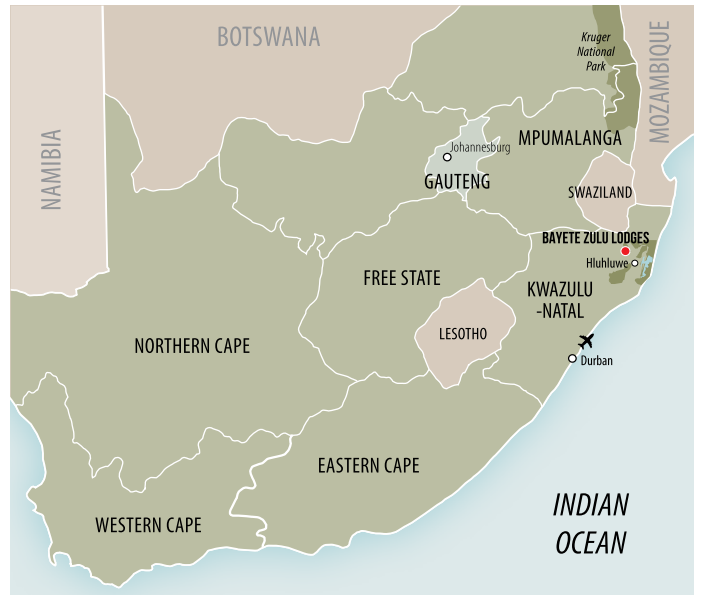 BOTSWANA
Kruger
National
Park
MOZAMBIQUE
NAMIBIA
Johannesburg
MPUMALANGA
GAUTENG
SWAZILAND
BAYETE ZULU LODGES
Hluhluwe
FREE STATE
KWAZULU
-NATAL
LESOTHO
NORTHERN CAPE
Durban
EASTERN CAPE
WESTERN CAPE
INDIAN
OCEAN